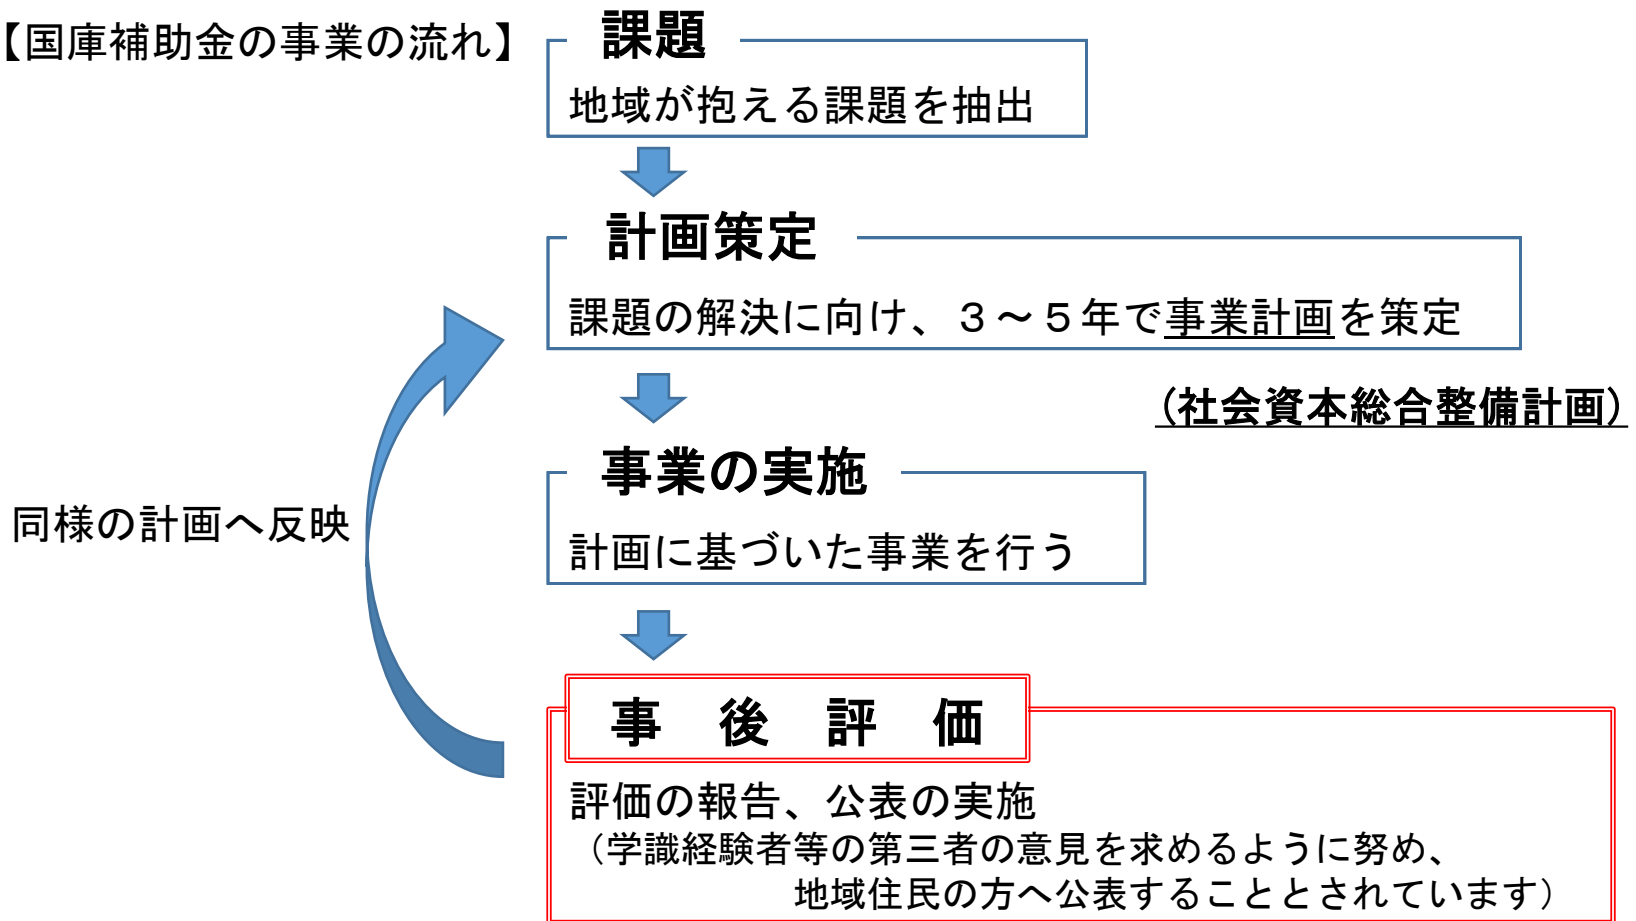 【国庫補助金の事業の流れ】
課題
地域が抱える課題を抽出
計画策定
課題の解決に向け、３～５年で事業計画を策定
（社会資本総合整備計画）
事業の実施
計画に基づいた事業を行う
同様の計画へ反映
事　後　評　価
評価の報告、公表の実施
（学識経験者等の第三者の意見を求めるように努め、
地域住民の方へ公表することとされています）